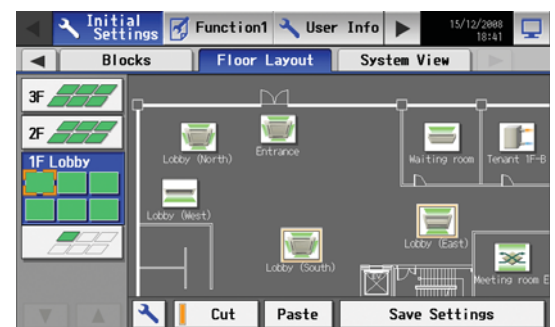 Initial
Settings
Function1
User Info
15/12/2008
18:41
Blocks
Floor Layout
System View
3F
2F
1F Lobby
Lobby (North)
Entrance
Waiting room
Tenant 1F-B
Lobby (West)
Lobby (South)
Lobby (East)
Meeting room E
Cut
Paste
Save Settings